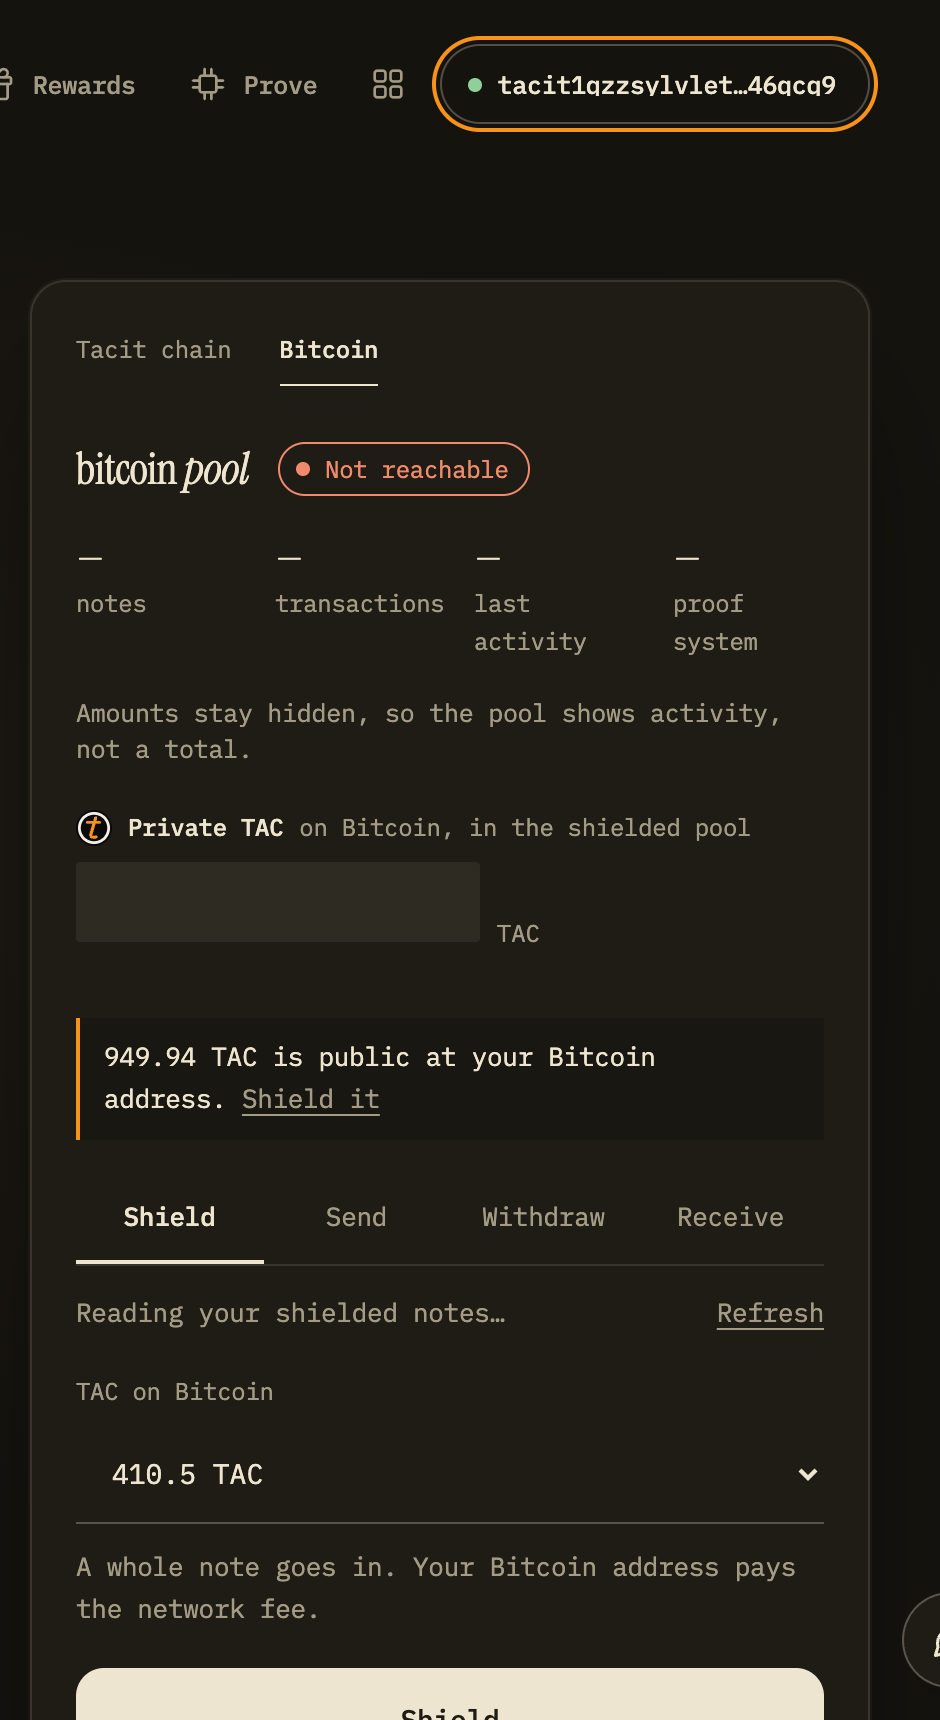 Rewards Prove tacit1qzzsylvlet…46qcq9
Tacit chain Bitcoin
bitcoin pool Not reachable
— — — —
notes transactions last activity proof system
Amounts stay hidden, so the pool shows activity,
not a total.
Private TAC on Bitcoin, in the shielded pool
TAC
949.94 TAC is public at your Bitcoin
address. Shield it
Shield Send Withdraw Receive
Reading your shielded notes… Refresh
TAC on Bitcoin
410.5 TAC
A whole note goes in. Your Bitcoin address pays
the network fee.
Shield